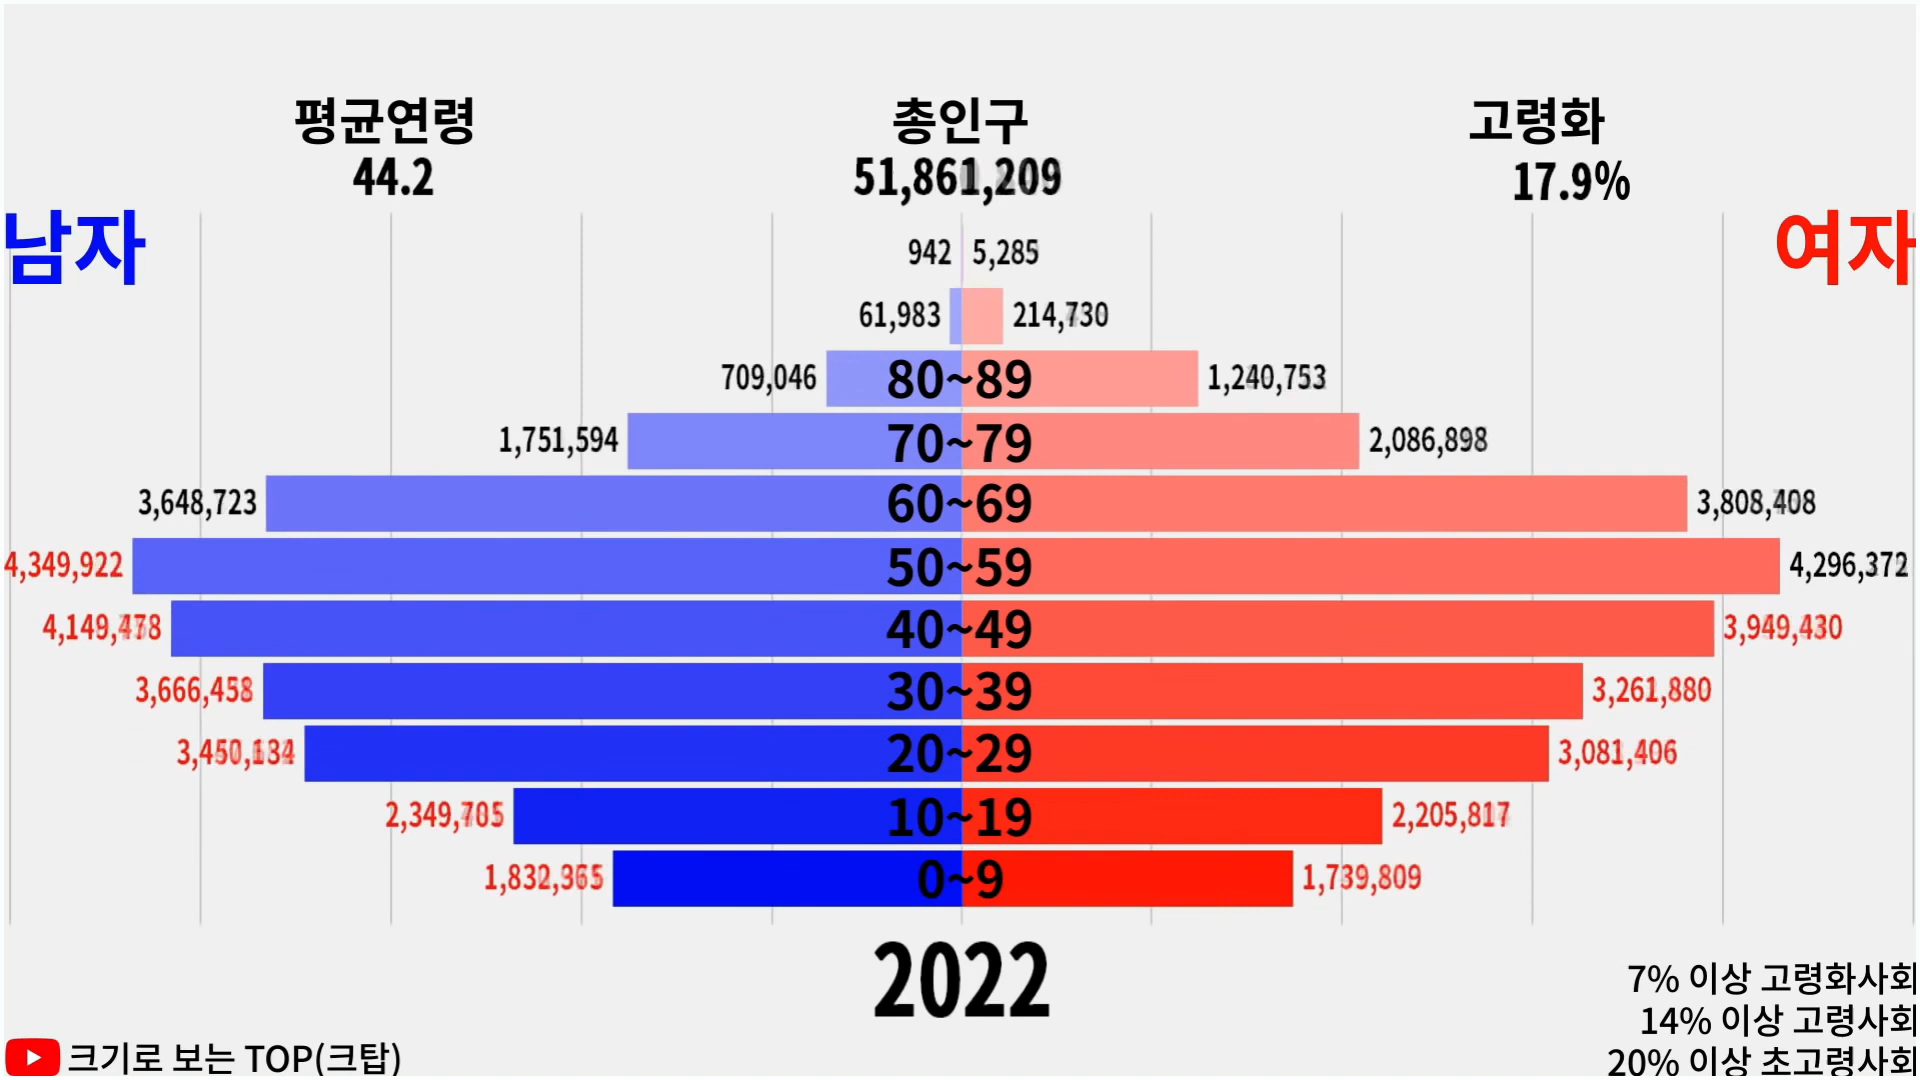 평균연령 총인구 고령화
44.2 51,861,209 17.9%
남자 여자
942 5,285
61,983 214,730
709,046 80~89 1,240,753
1,751,594 70~79 2,086,898
3,648,723 60~69 3,808,408
4,349,922 50~59 4,296,372
4,149,478 40~49 3,949,430
3,666,458 30~39 3,261,880
3,450,134 20~29 3,081,406
2,349,705 10~19 2,205,817
1,832,365 0~9 1,739,809
2022
7% 이상 고령화사회
14% 이상 고령사회
20% 이상 초고령사회
크기로 보는 TOP(크탑)